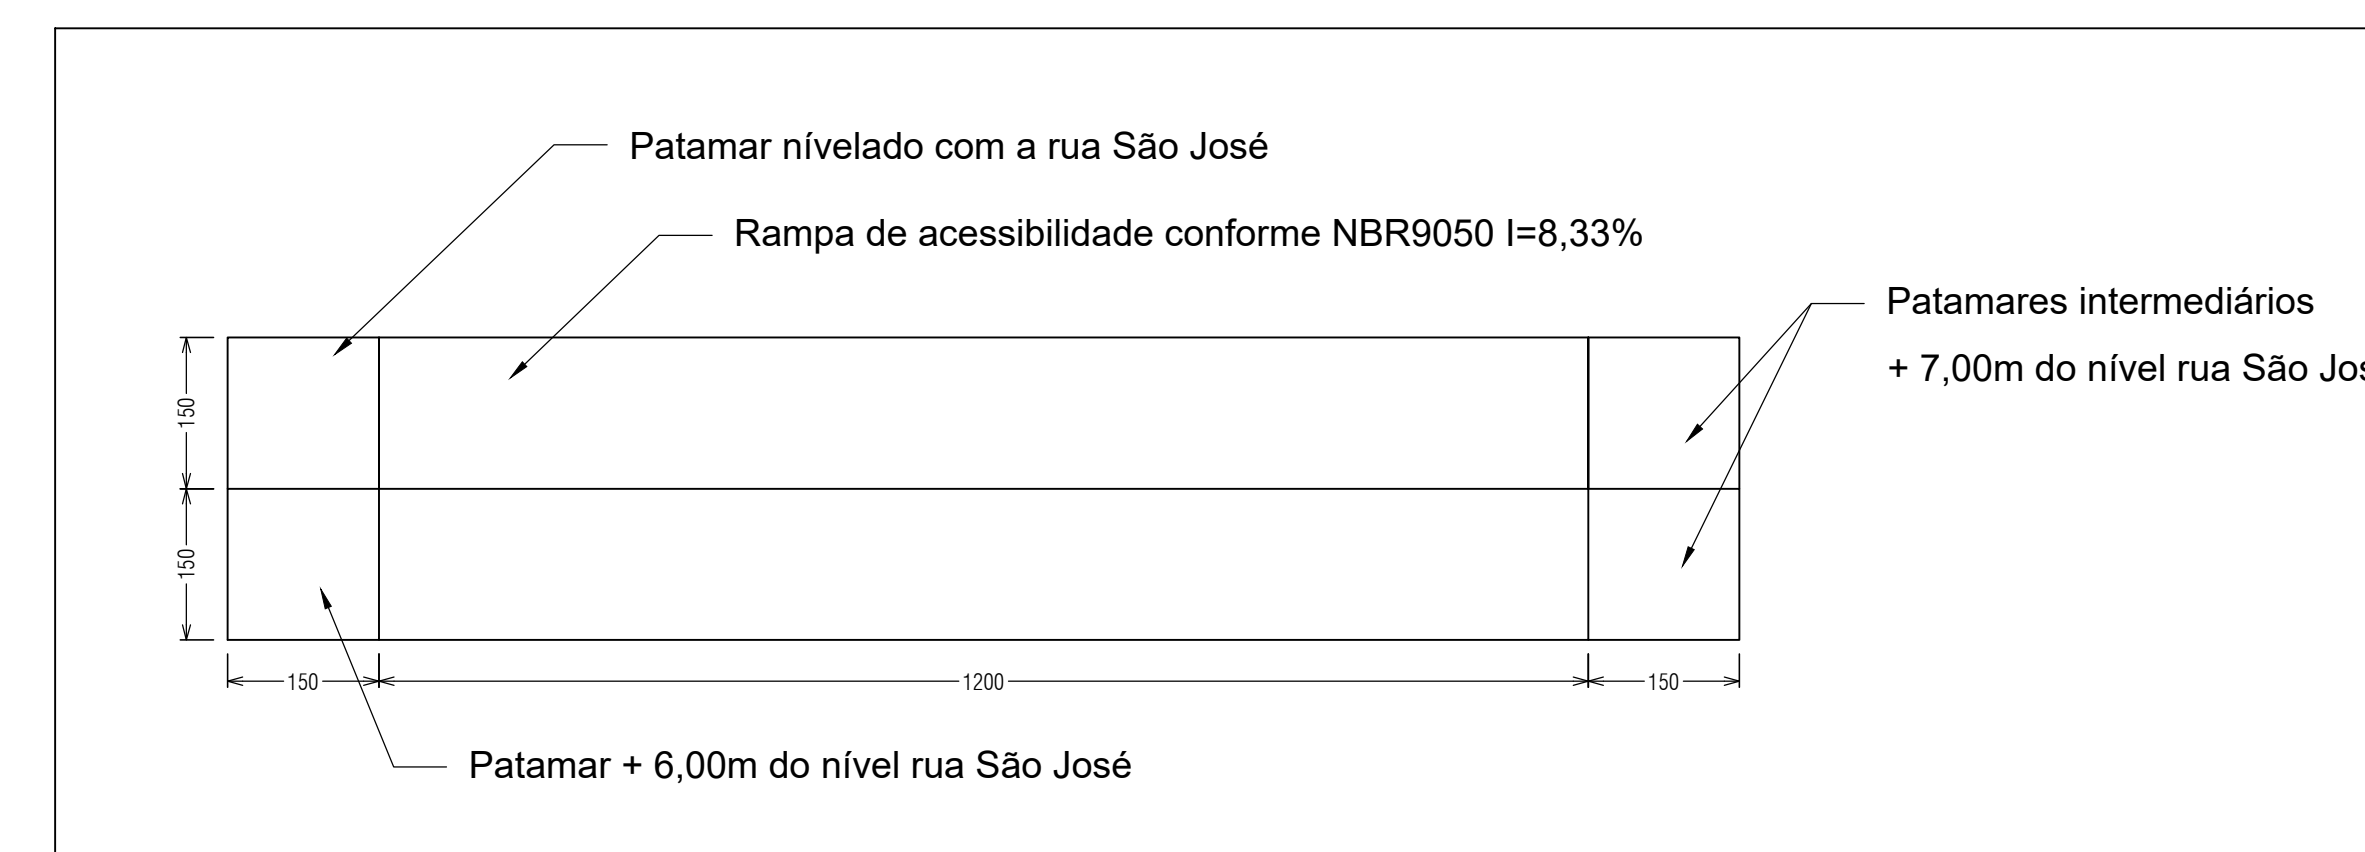 Patamar nívelado com a rua São José
Rampa de acessibilidade conforme NBR9050 I=8,33%
Patamares intermediários
+ 7,00m do nível rua São Jos
150
150
150
1200
150
Patamar + 6,00m do nível rua São José